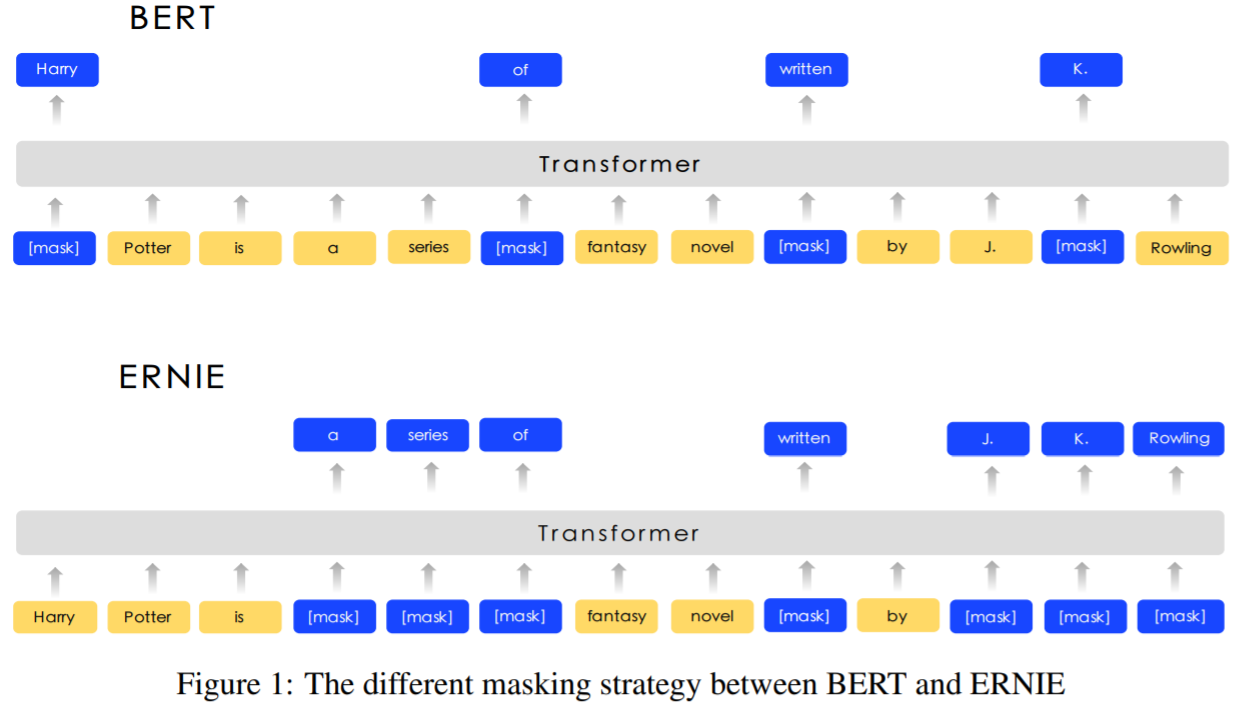 BERT
Harry of written K.
Transformer
[mask] Potter is a series [mask] fantasy novel [mask] by J. [mask] Rowling
ERNIE
a series of written J. K. Rowling
Transformer
Harry Potter is [mask] [mask] [mask] fantasy novel [mask] by [mask] [mask] [mask]
Figure 1: The different masking strategy between BERT and ERNIE